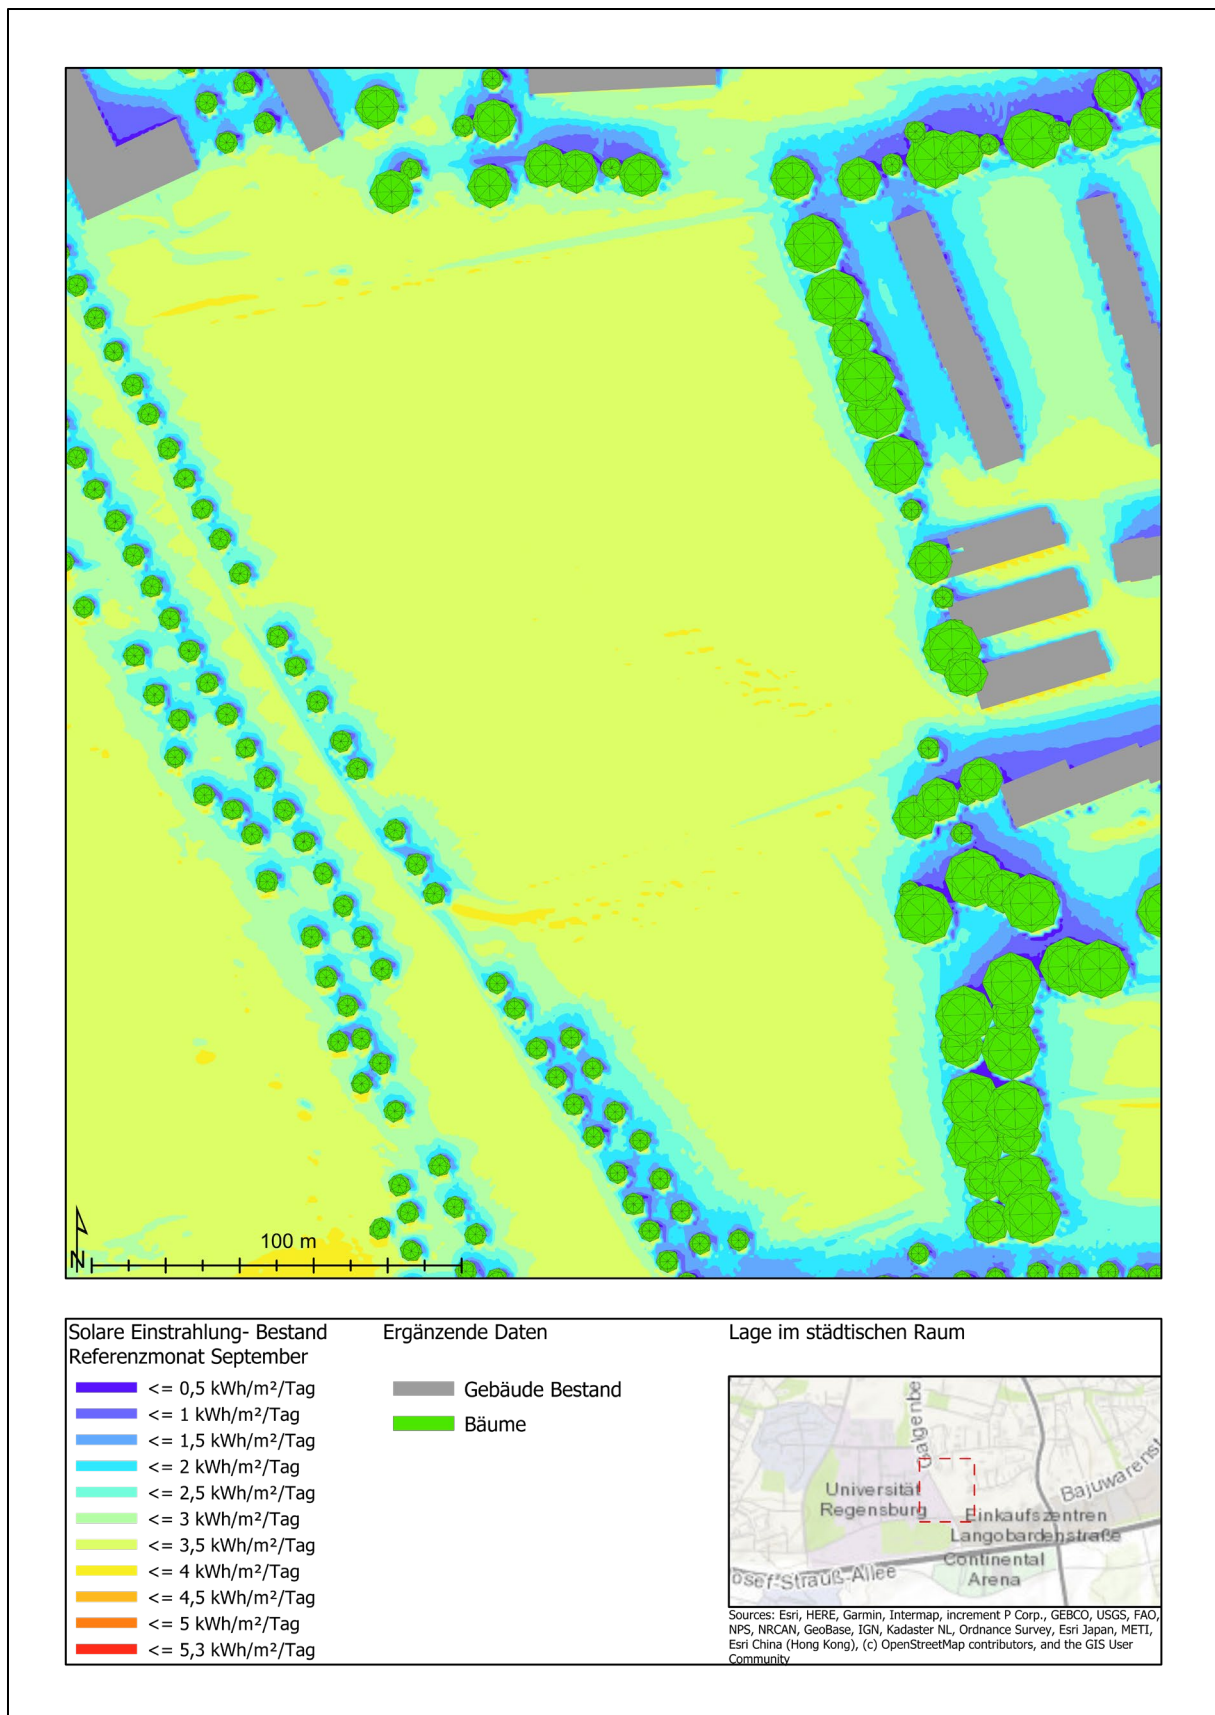 100 m
N
Solare Einstrahlung- Bestand
Referenzmonat September
<= 0,5 kWh/m²/Tag
<= 1 kWh/m²/Tag
<= 1,5 kWh/m²/Tag
<= 2 kWh/m²/Tag
<= 2,5 kWh/m²/Tag
<= 3 kWh/m²/Tag
<= 3,5 kWh/m²/Tag
<= 4 kWh/m²/Tag
<= 4,5 kWh/m²/Tag
<= 5 kWh/m²/Tag
<= 5,3 kWh/m²/Tag
Ergänzende Daten
Gebäude Bestand
Bäume
Lage im städtischen Raum
Galgenbe
Bajuwarenst
Universität
Regensburg
Einkaufszentren
Langobardenstraße
Continental
Arena
osef-Strauß-Allee
Sources: Esri, HERE, Garmin, Intermap, increment P Corp., GEBCO, USGS, FAO,
NPS, NRCAN, GeoBase, IGN, Kadaster NL, Ordnance Survey, Esri Japan, METI,
Esri China (Hong Kong), (c) OpenStreetMap contributors, and the GIS User
Community